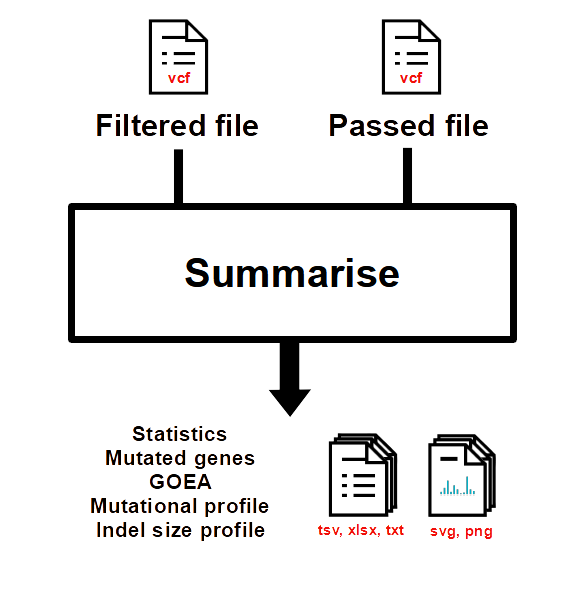 vcf
vcf
Filtered file
Passed file
Summarise
Statistics
Mutated genes
GOEA
Mutational profile
Indel size profile
tsv, xlsx, txt
svg, png